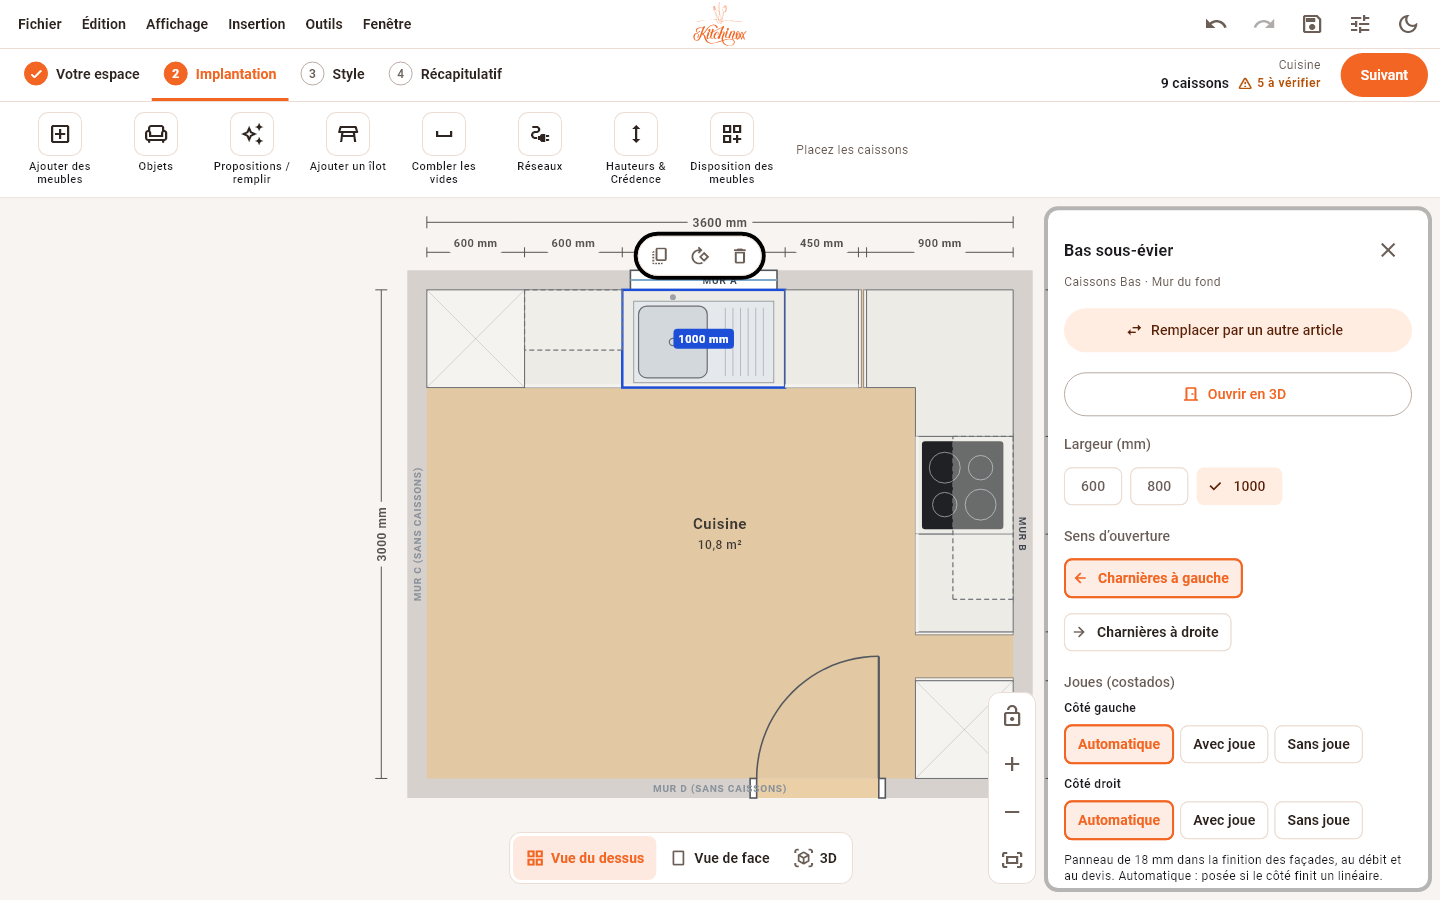 Fichier Édition Affichage Insertion Outils Fenêtre
Kitchinox
Votre espace
2 Implantation
3 Style
4 Récapitulatif
Cuisine
9 caissons 5 à vérifier
Suivant
Ajouter des
meubles
Objets
Propositions /
remplir
Ajouter un îlot
Combler les
vides
Réseaux
Hauteurs &
Crédence
Disposition des
meubles
Placez les caissons
3600 mm
600 mm
600 mm
450 mm
900 mm
MUR A
1000 mm
3000 mm
MUR C (SANS CAISSONS)
Cuisine
10,8 m²
MUR B
MUR D (SANS CAISSONS)
Vue du dessus
Vue de face
3D
Bas sous-évier
Caissons Bas · Mur du fond
Remplacer par un autre article
Ouvrir en 3D
Largeur (mm)
600 800 1000
Sens d’ouverture
Charnières à gauche
Charnières à droite
Joues (costados)
Côté gauche
Automatique Avec joue Sans joue
Côté droit
Automatique Avec joue Sans joue
Panneau de 18 mm dans la finition des façades, au débit et
au devis. Automatique : posée si le côté finit un linéaire.